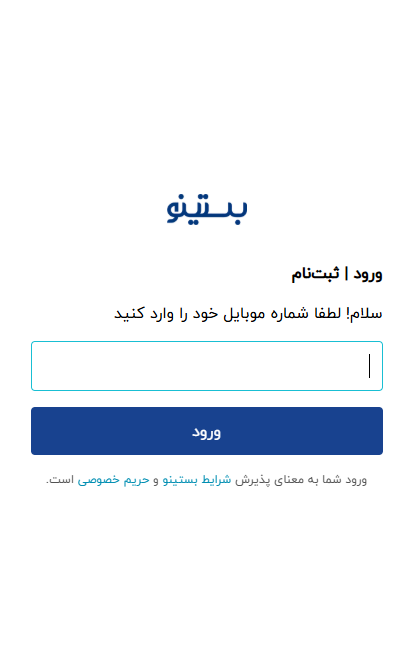 بستینو
ورود | ثبت‌نام
سلام! لطفا شماره موبایل خود را وارد کنید
ورود
ورود شما به معنای پذیرش شرایط بستینو و حریم خصوصی است.